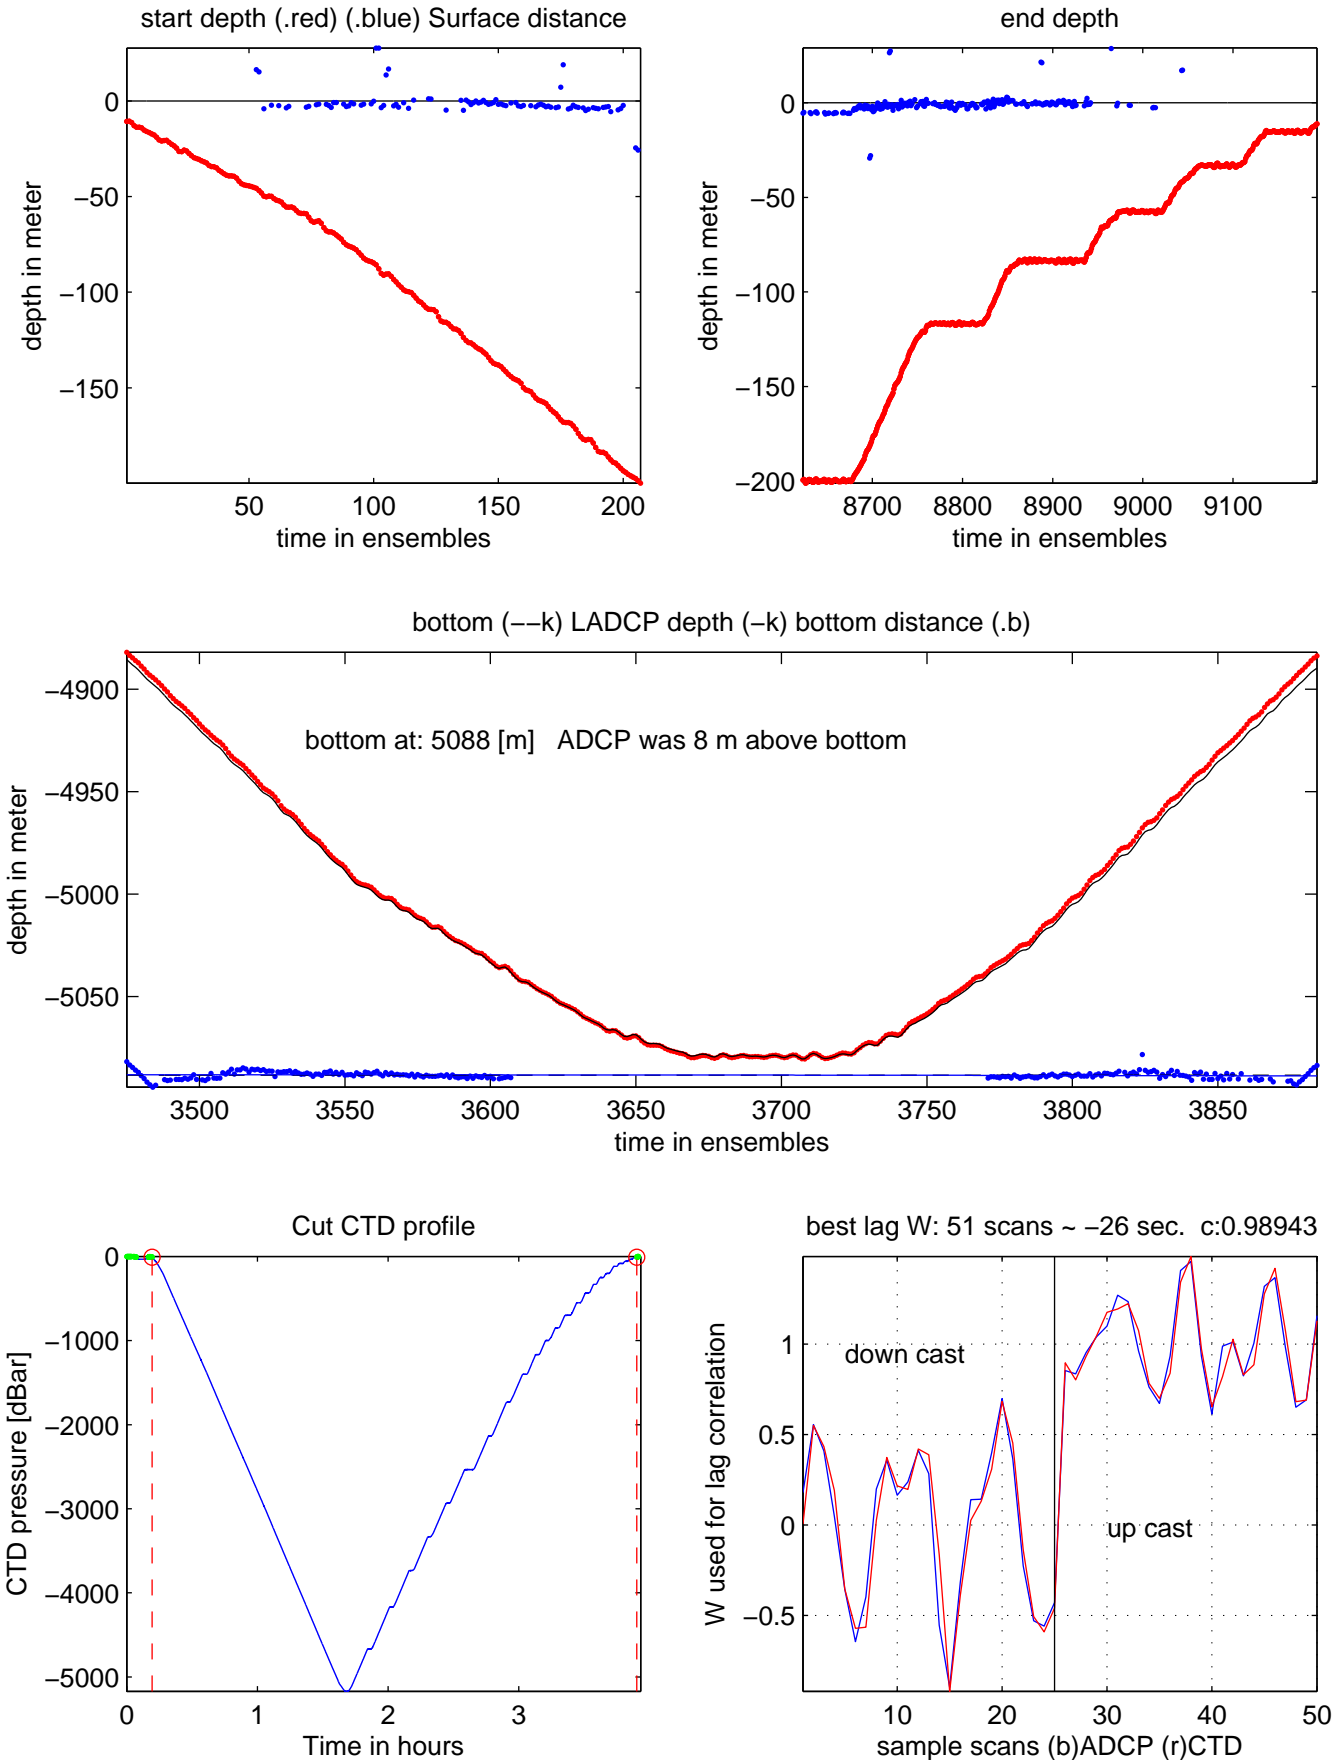 start depth (.red) (.blue) Surface distance
end depth
0
−50
−100
−150
depth in meter
50
100
150
200
time in ensembles
0
−50
−100
−150
−200
depth in meter
8700
8800
8900
9000
9100
time in ensembles
bottom (−−k) LADCP depth (−k) bottom distance (.b)
−4900
−4950
−5000
−5050
depth in meter
bottom at: 5088 [m]   ADCP was 8 m above bottom
3500
3550
3600
3650
3700
3750
3800
3850
time in ensembles
Cut CTD profile
0
−1000
−2000
−3000
−4000
−5000
CTD pressure [dBar]
0
1
2
3
Time in hours
best lag W: 51 scans ~ −26 sec.  c:0.98943
1
0.5
0
−0.5
W used for lag correlation
down cast
up cast
10
20
30
40
50
sample scans (b)ADCP (r)CTD